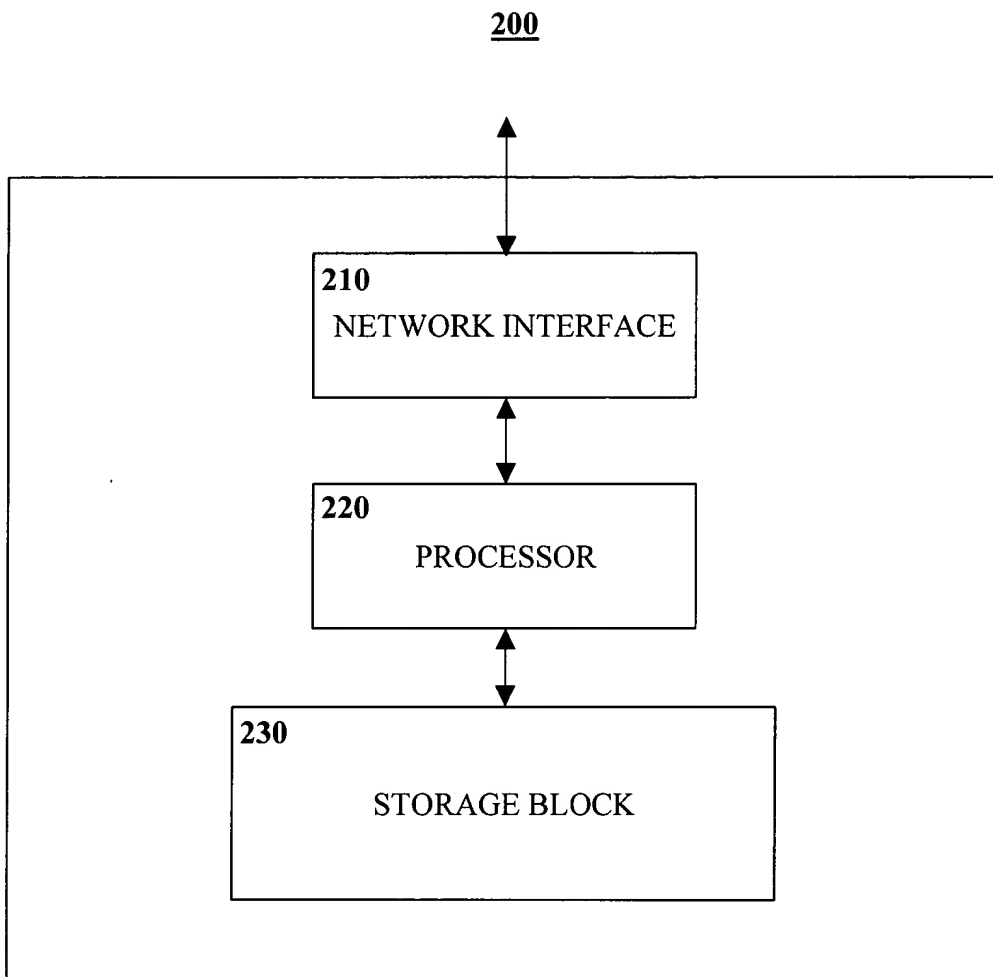 200
210
NETWORK INTERFACE
220
PROCESSOR
230
STORAGE BLOCK